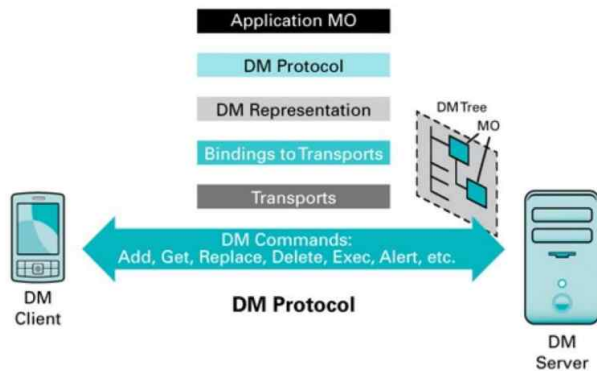 Application MO
DM Protocol
DM Representation
Bindings to Transports
Transports
DM Tree
MO
DM Commands:
Add, Get, Replace, Delete, Exec, Alert, etc.
DM Protocol
DM
Client
DM
Server